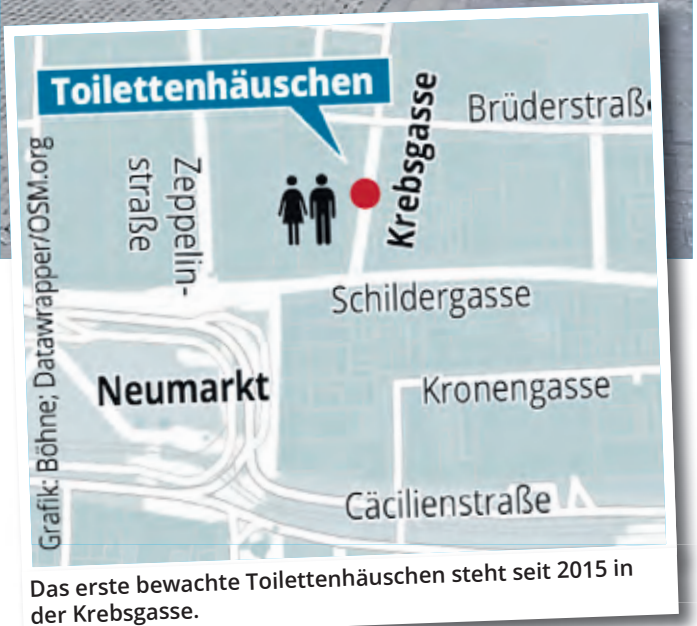 Toilettenhäuschen
Krebsgasse
Brüderstraß
Zeppelin-
straße
Schildergasse
Neumarkt
Kronengasse
Cäcilienstraße
Grafik: Böhne; Datawrapper/OSM.org
Das erste bewachte Toilettenhäuschen steht seit 2015 in
der Krebsgasse.